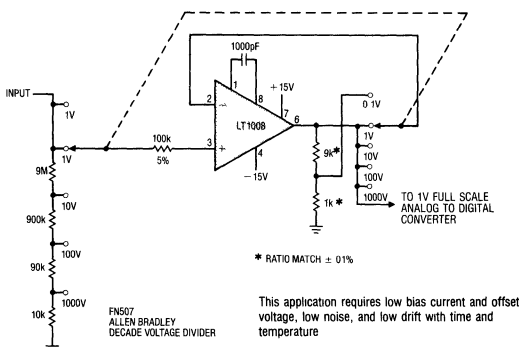 1000pF
+15V
INPUT
1
8
0 1V
1V
2
7
−
6
LT1008
1V
100k
1V
5%
3
+
4
9k*
10V
9M
−15V
100V
10V
1k*
1000V
900k
TO 1V FULL SCALE
ANALOG TO DIGITAL
CONVERTER
100V
90k
* RATIO MATCH ± 01%
1000V
10k
FN507
ALLEN BRADLEY
DECADE VOLTAGE DIVIDER
This application requires low bias current and offset
voltage, low noise, and low drift with time and
temperature